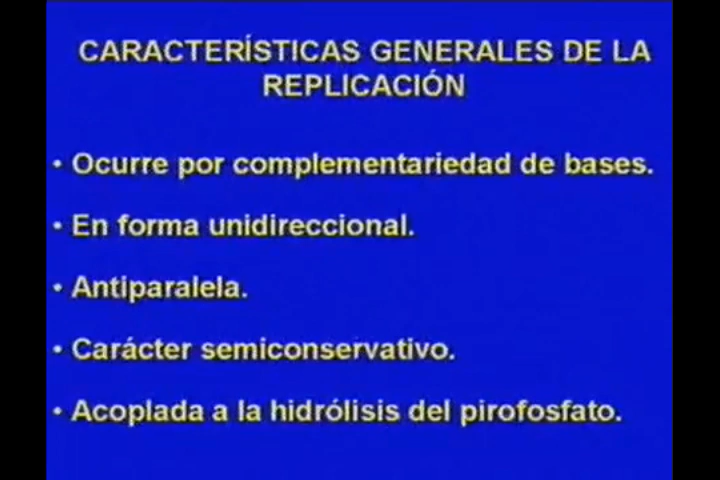 CARACTERÍSTICAS GENERALES DE LA
REPLICACIÓN
• Ocurre por complementariedad de bases.
• En forma unidireccional.
• Antiparalela.
• Carácter semiconservativo.
• Acoplada a la hidrólisis del pirofosfato.